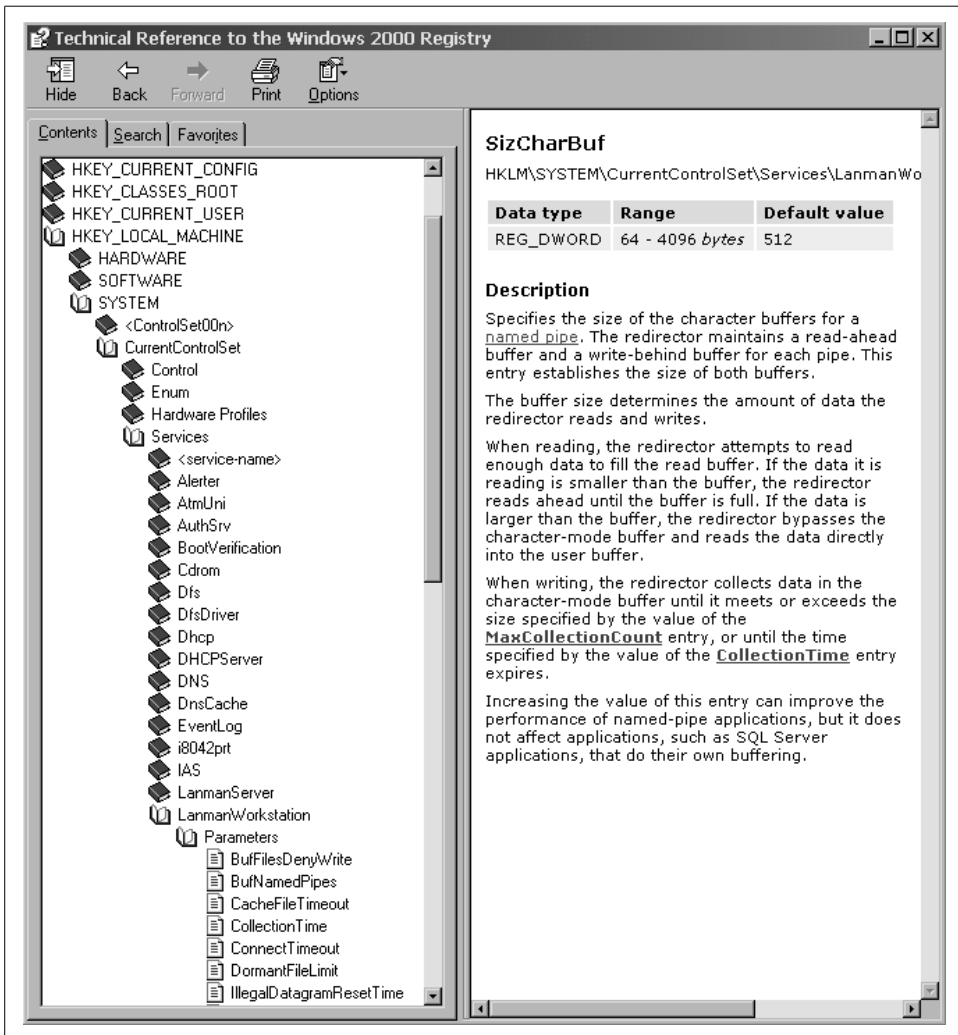 Technical Reference to the Windows 2000 Registry
Hide Back Forward Print Options
Contents Search Favorites
HKEY_CURRENT_CONFIG
HKEY_CLASSES_ROOT
HKEY_CURRENT_USER
HKEY_LOCAL_MACHINE
HARDWARE
SOFTWARE
SYSTEM
<ControlSet00n>
CurrentControlSet
Control
Enum
Hardware Profiles
Services
<service-name>
Alerter
AtmUni
AuthSrv
BootVerification
Cdrom
Dfs
DfsDriver
Dhcp
DHCPServer
DNS
DnsCache
EventLog
i8042prt
IAS
LanmanServer
LanmanWorkstation
Parameters
BufFilesDenyWrite
BufNamedPipes
CacheFileTimeout
CollectionTime
ConnectTimeout
DormantFileLimit
IllegalDatagramResetTime
SizCharBuf
HKLM\SYSTEM\CurrentControlSet\Services\LanmanWo
Data type Range Default value
REG_DWORD 64 - 4096 bytes 512
Description
Specifies the size of the character buffers for a
named pipe. The redirector maintains a read-ahead
buffer and a write-behind buffer for each pipe. This
entry establishes the size of both buffers.
The buffer size determines the amount of data the
redirector reads and writes.
When reading, the redirector attempts to read
enough data to fill the read buffer. If the data it is
reading is smaller than the buffer, the redirector
reads ahead until the buffer is full. If the data is
larger than the buffer, the redirector bypasses the
character-mode buffer and reads the data directly
into the user buffer.
When writing, the redirector collects data in the
character-mode buffer until it meets or exceeds the
size specified by the value of the
MaxCollectionCount entry, or until the time
specified by the value of the CollectionTime entry
expires.
Increasing the value of this entry can improve the
performance of named-pipe applications, but it does
not affect applications, such as SQL Server
applications, that do their own buffering.